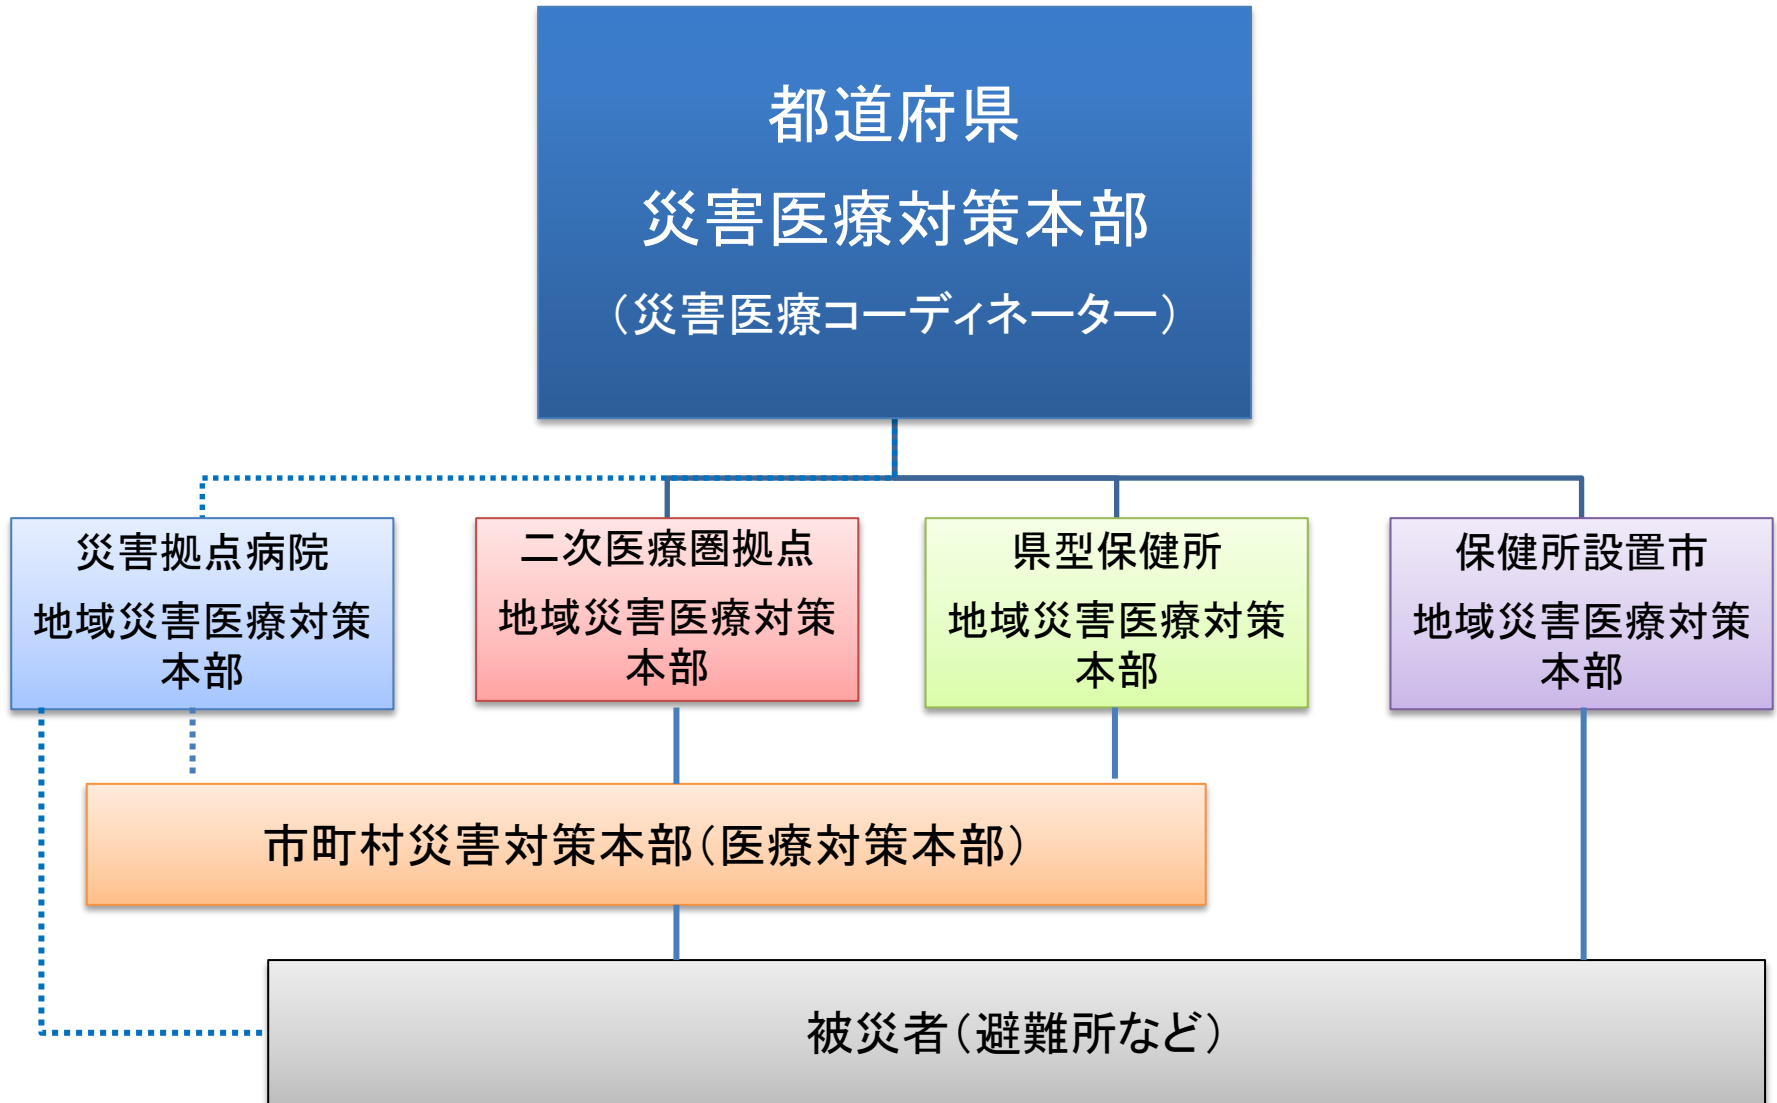 都道府県
災害医療対策本部
（災害医療コーディネーター）
災害拠点病院
地域災害医療対策
本部
二次医療圏拠点
地域災害医療対策
本部
県型保健所
地域災害医療対策
本部
保健所設置市
地域災害医療対策
本部
市町村災害対策本部（医療対策本部）
被災者（避難所など）